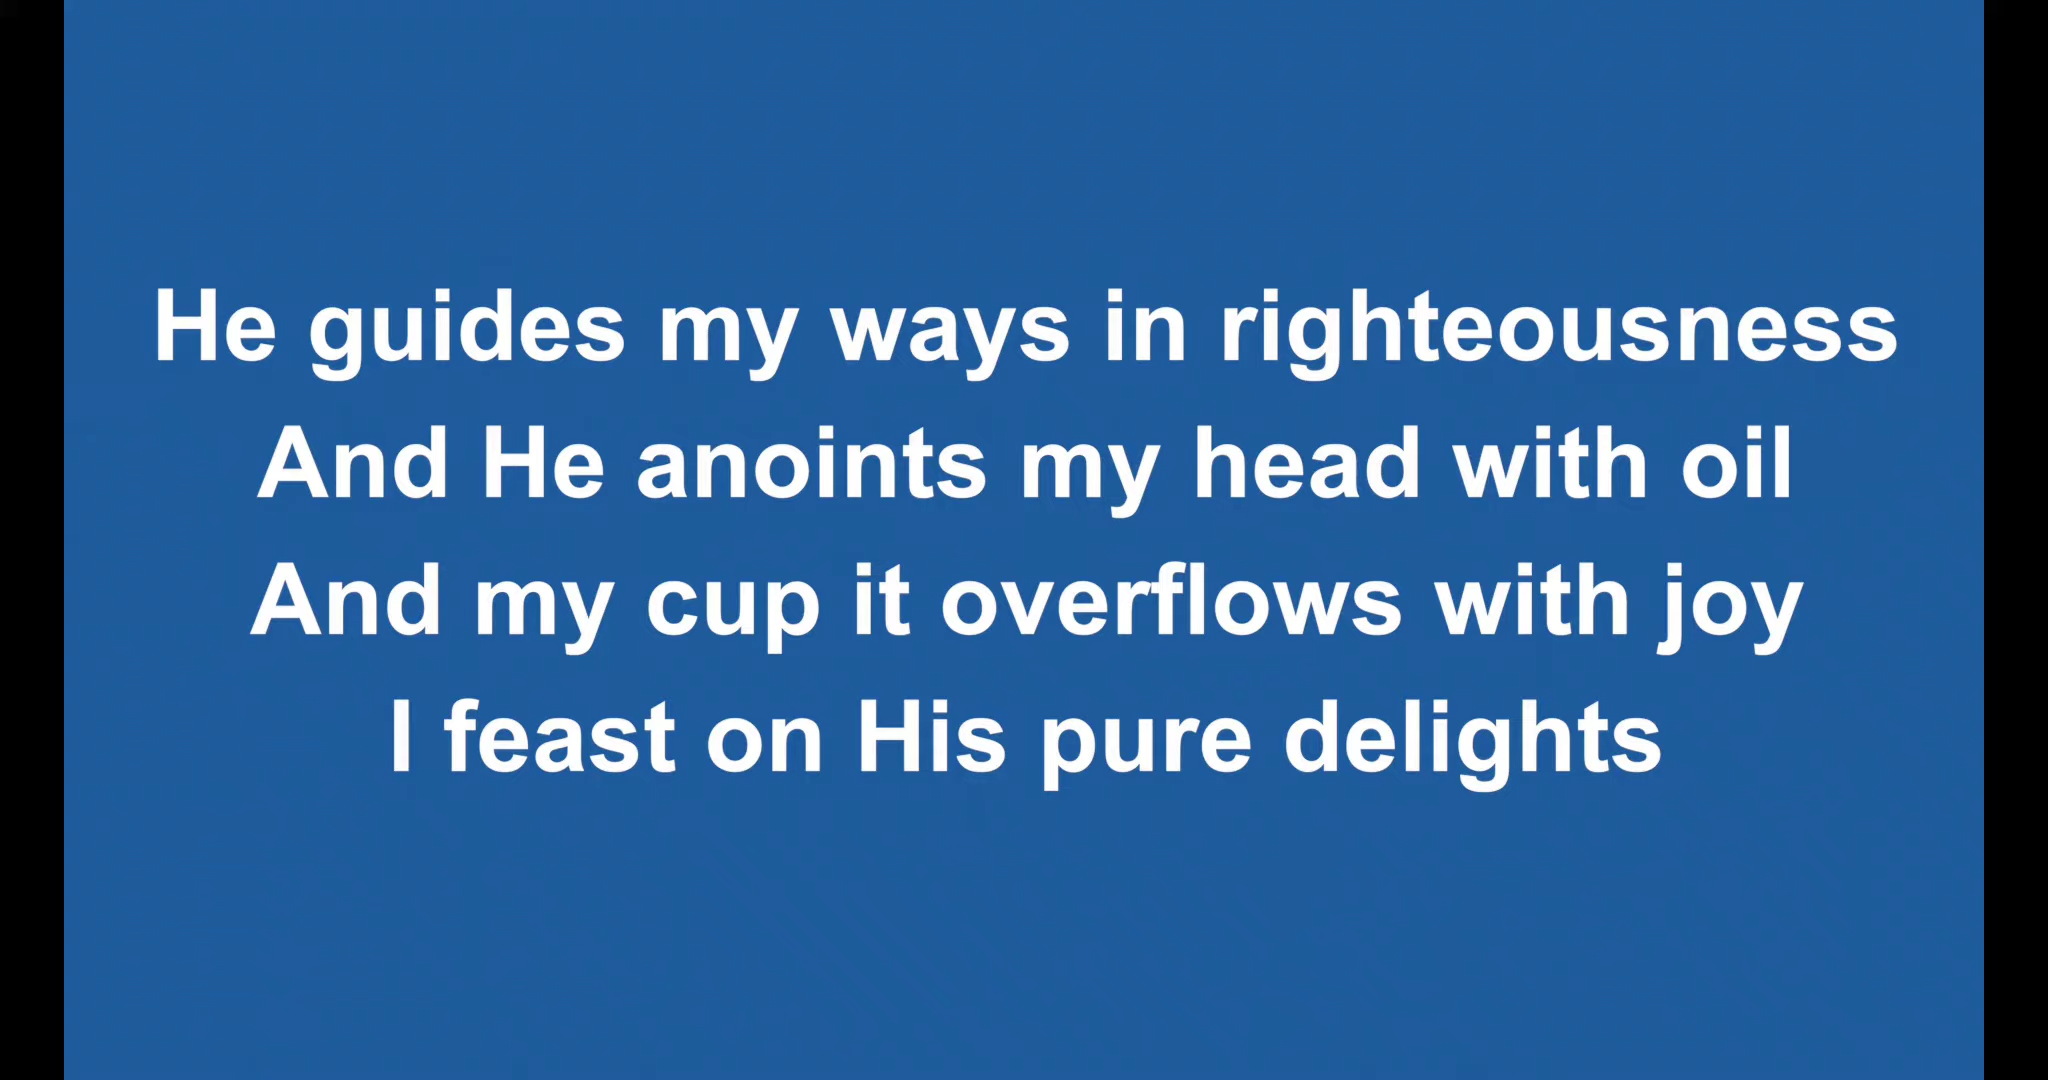 He guides my ways in righteousness
And He anoints my head with oil
And my cup it overflows with joy
I feast on His pure delights